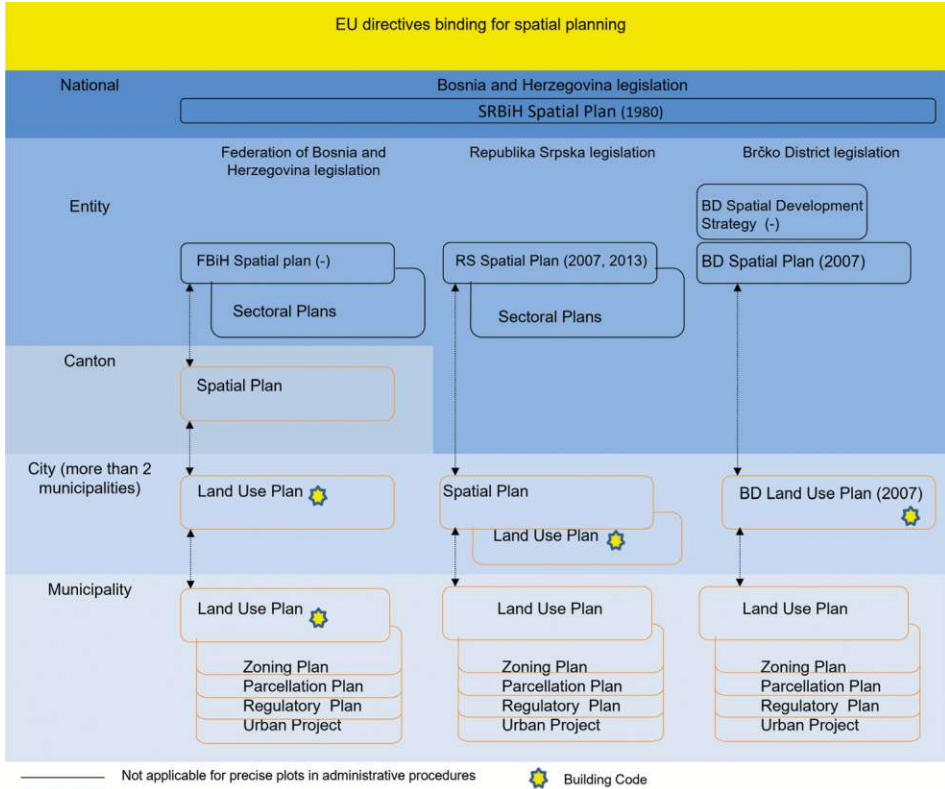 EU directives binding for spatial planning
National
Bosnia and Herzegovina legislation
SRBiH Spatial Plan (1980)
Federation of Bosnia and
Herzegovina legislation
Republika Srpska legislation
Brčko District legislation
Entity
BD Spatial Development
Strategy (-)
FBiH Spatial plan (-)
RS Spatial Plan (2007, 2013)
BD Spatial Plan (2007)
Sectoral Plans
Sectoral Plans
Canton
Spatial Plan
City (more than 2
municipalities)
Land Use Plan
Spatial Plan
BD Land Use Plan (2007)
Land Use Plan
Municipality
Land Use Plan
Land Use Plan
Land Use Plan
Zoning Plan
Parcellation Plan
Regulatory Plan
Urban Project
Zoning Plan
Parcellation Plan
Regulatory Plan
Urban Project
Zoning Plan
Parcellation Plan
Regulatory Plan
Urban Project
Not applicable for precise plots in administrative procedures
Building Code